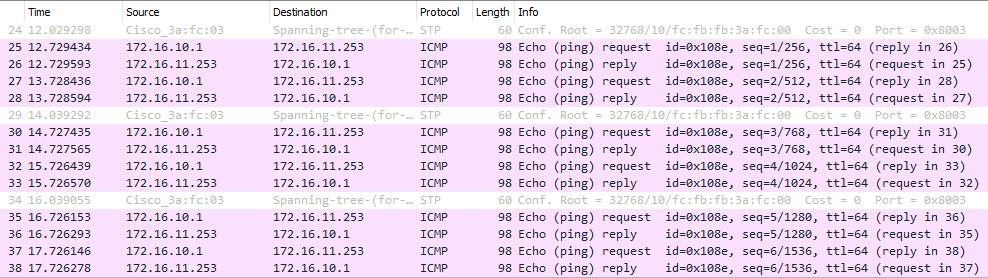 Time Source Destination Protocol Length Info
24 12.029298 Cisco_3a:fc:03 Spanning-tree-(for-… STP 60 Conf. Root = 32768/10/fc:fb:fb:3a:fc:00 Cost = 0 Port = 0x8003
25 12.729434 172.16.10.1 172.16.11.253 ICMP 98 Echo (ping) request id=0x108e, seq=1/256, ttl=64 (reply in 26)
26 12.729593 172.16.11.253 172.16.10.1 ICMP 98 Echo (ping) reply id=0x108e, seq=1/256, ttl=64 (request in 25)
27 13.728436 172.16.10.1 172.16.11.253 ICMP 98 Echo (ping) request id=0x108e, seq=2/512, ttl=64 (reply in 28)
28 13.728594 172.16.11.253 172.16.10.1 ICMP 98 Echo (ping) reply id=0x108e, seq=2/512, ttl=64 (request in 27)
29 14.039292 Cisco_3a:fc:03 Spanning-tree-(for-… STP 60 Conf. Root = 32768/10/fc:fb:fb:3a:fc:00 Cost = 0 Port = 0x8003
30 14.727435 172.16.10.1 172.16.11.253 ICMP 98 Echo (ping) request id=0x108e, seq=3/768, ttl=64 (reply in 31)
31 14.727565 172.16.11.253 172.16.10.1 ICMP 98 Echo (ping) reply id=0x108e, seq=3/768, ttl=64 (request in 30)
32 15.726439 172.16.10.1 172.16.11.253 ICMP 98 Echo (ping) request id=0x108e, seq=4/1024, ttl=64 (reply in 33)
33 15.726570 172.16.11.253 172.16.10.1 ICMP 98 Echo (ping) reply id=0x108e, seq=4/1024, ttl=64 (request in 32)
34 16.039055 Cisco_3a:fc:03 Spanning-tree-(for-… STP 60 Conf. Root = 32768/10/fc:fb:fb:3a:fc:00 Cost = 0 Port = 0x8003
35 16.726153 172.16.10.1 172.16.11.253 ICMP 98 Echo (ping) request id=0x108e, seq=5/1280, ttl=64 (reply in 36)
36 16.726293 172.16.11.253 172.16.10.1 ICMP 98 Echo (ping) reply id=0x108e, seq=5/1280, ttl=64 (request in 35)
37 17.726146 172.16.10.1 172.16.11.253 ICMP 98 Echo (ping) request id=0x108e, seq=6/1536, ttl=64 (reply in 38)
38 17.726278 172.16.11.253 172.16.10.1 ICMP 98 Echo (ping) reply id=0x108e, seq=6/1536, ttl=64 (request in 37)